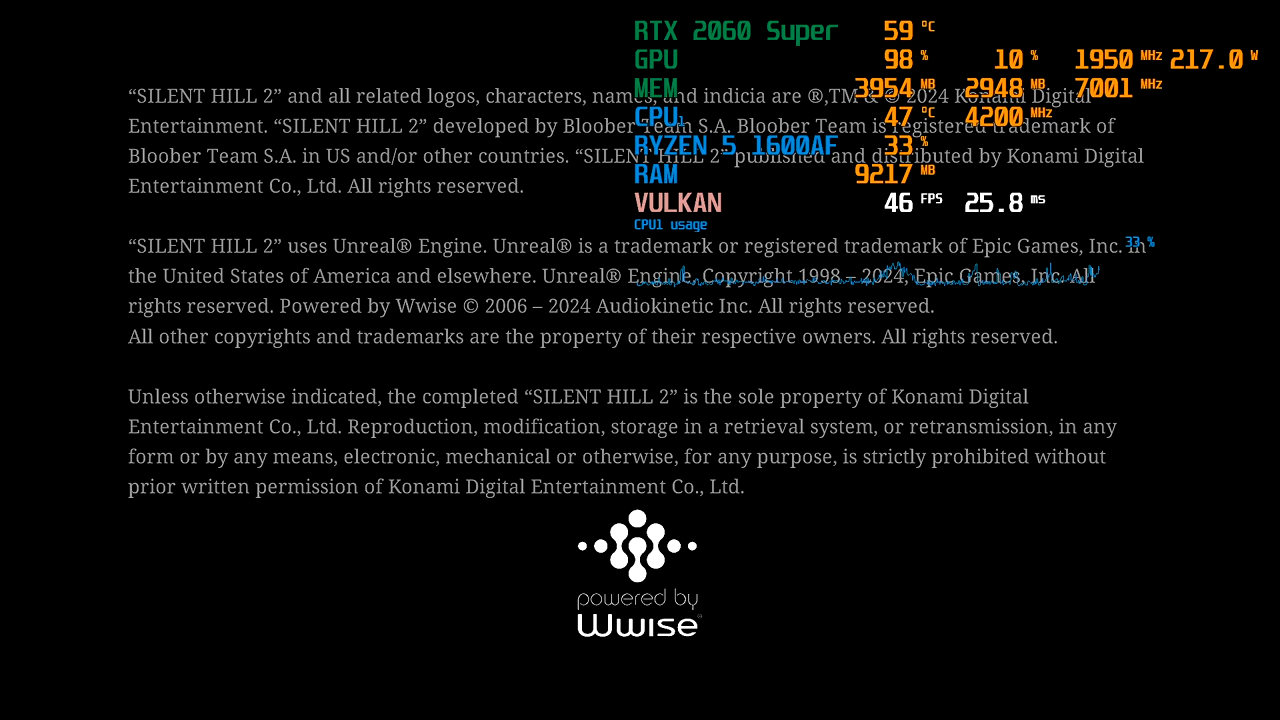 RTX 2060 Super 59 °C
GPU 98 % 10 % 1950 MHz 217.0 W
MEM 3954 MB 2948 MB 7001 MHz
“SILENT HILL 2” and all related logos, characters, names, and indicia are ®,TM & © 2024 Konami Digital
CPU1 47 °C 4200 MHz
Entertainment. “SILENT HILL 2” developed by Bloober Team S.A. Bloober Team is registered trademark of
RYZEN 5 1600AF 33 %
Bloober Team S.A. in US and/or other countries. “SILENT HILL 2” published and distributed by Konami Digital
RAM 9217 MB
Entertainment Co., Ltd. All rights reserved.
VULKAN 46 FPS 25.8 ms
CPU1 usage
33 %
“SILENT HILL 2” uses Unreal® Engine. Unreal® is a trademark or registered trademark of Epic Games, Inc. in
the United States of America and elsewhere. Unreal® Engine, Copyright 1998 – 2024, Epic Games, Inc. All
rights reserved. Powered by Wwise © 2006 – 2024 Audiokinetic Inc. All rights reserved.
All other copyrights and trademarks are the property of their respective owners. All rights reserved.
Unless otherwise indicated, the completed “SILENT HILL 2” is the sole property of Konami Digital
Entertainment Co., Ltd. Reproduction, modification, storage in a retrieval system, or retransmission, in any
form or by any means, electronic, mechanical or otherwise, for any purpose, is strictly prohibited without
prior written permission of Konami Digital Entertainment Co., Ltd.
powered by
Wwise